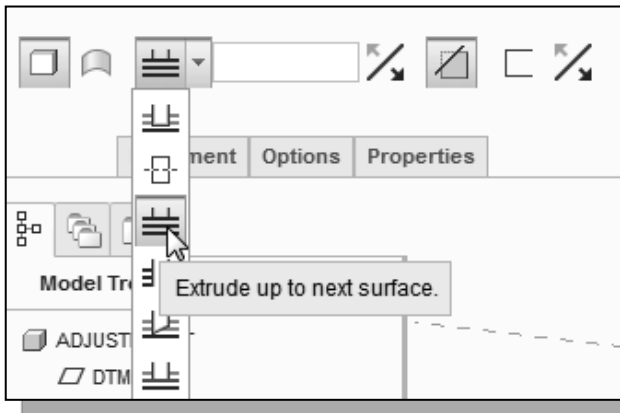 ment Options Properties
Model Tr
Extrude up to next surface.
ADJUST
DTM